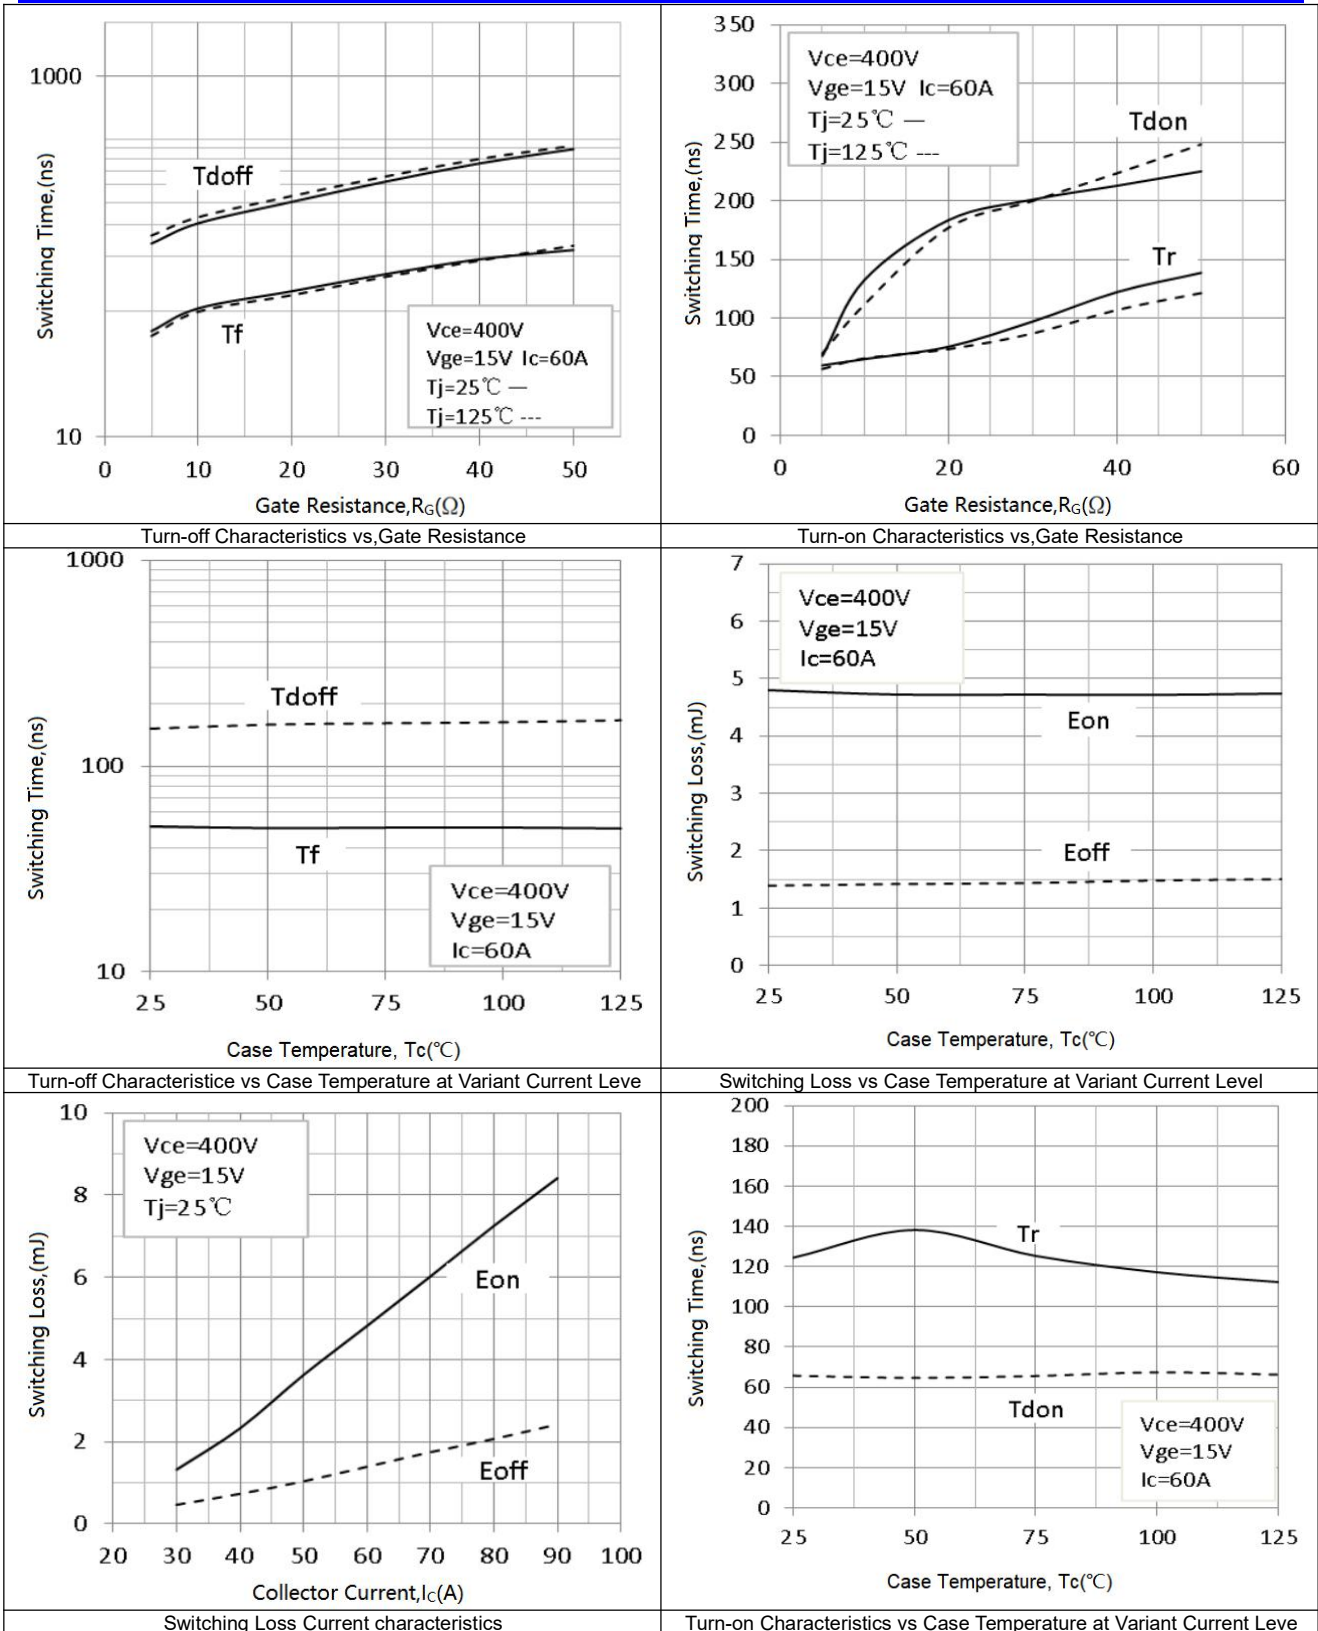 1000
10
0
10
20
30
40
50
Switching Time,(ns)
Tdoff
Tf
Vce=400V
Vge=15V Ic=60A
Tj=25℃ —
Tj=125℃ ---
Gate Resistance,RG(Ω)
Turn-off Characteristics vs,Gate Resistance
350
300
250
200
150
100
50
0
0
20
40
60
Switching Time,(ns)
Vce=400V
Vge=15V Ic=60A
Tj=25℃ —
Tj=125℃ ---
Tdon
Tr
Gate Resistance,RG(Ω)
Turn-on Characteristics vs,Gate Resistance
1000
100
10
25
50
75
100
125
Switching Time,(ns)
Tdoff
Tf
Vce=400V
Vge=15V
Ic=60A
Case Temperature, Tc(℃)
Turn-off Characteristice vs Case Temperature at Variant Current Leve
7
6
5
4
3
2
1
0
25
50
75
100
125
Switching Loss,(mJ)
Vce=400V
Vge=15V
Ic=60A
Eon
Eoff
Case Temperature, Tc(℃)
Switching Loss vs Case Temperature at Variant Current Level
10
8
6
4
2
0
20
30
40
50
60
70
80
90
100
Switching Loss,(mJ)
Vce=400V
Vge=15V
Tj=25℃
Eon
Eoff
Collector Current,IC(A)
Switching Loss Current characteristics
200
180
160
140
120
100
80
60
40
20
0
25
50
75
100
125
Switching Time,(ns)
Tr
Tdon
Vce=400V
Vge=15V
Ic=60A
Case Temperature, Tc(℃)
Turn-on Characteristics vs Case Temperature at Variant Current Leve